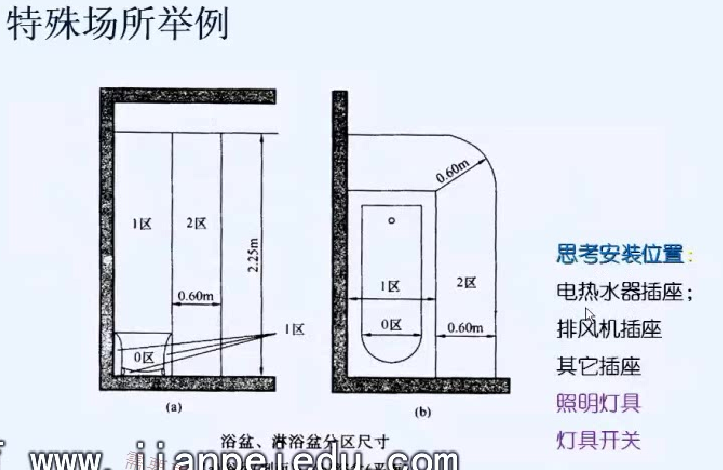 特殊场所举例
1区
2区
2.25m
0.60m
1区
0区
(a)
0.60m
1区
2区
0区
0.60m
(b)
浴盆、淋浴盆分区尺寸
思考安装位置：
电热水器插座；
排风机插座
其它插座
照明灯具
灯具开关
www.jianpeiedu.com